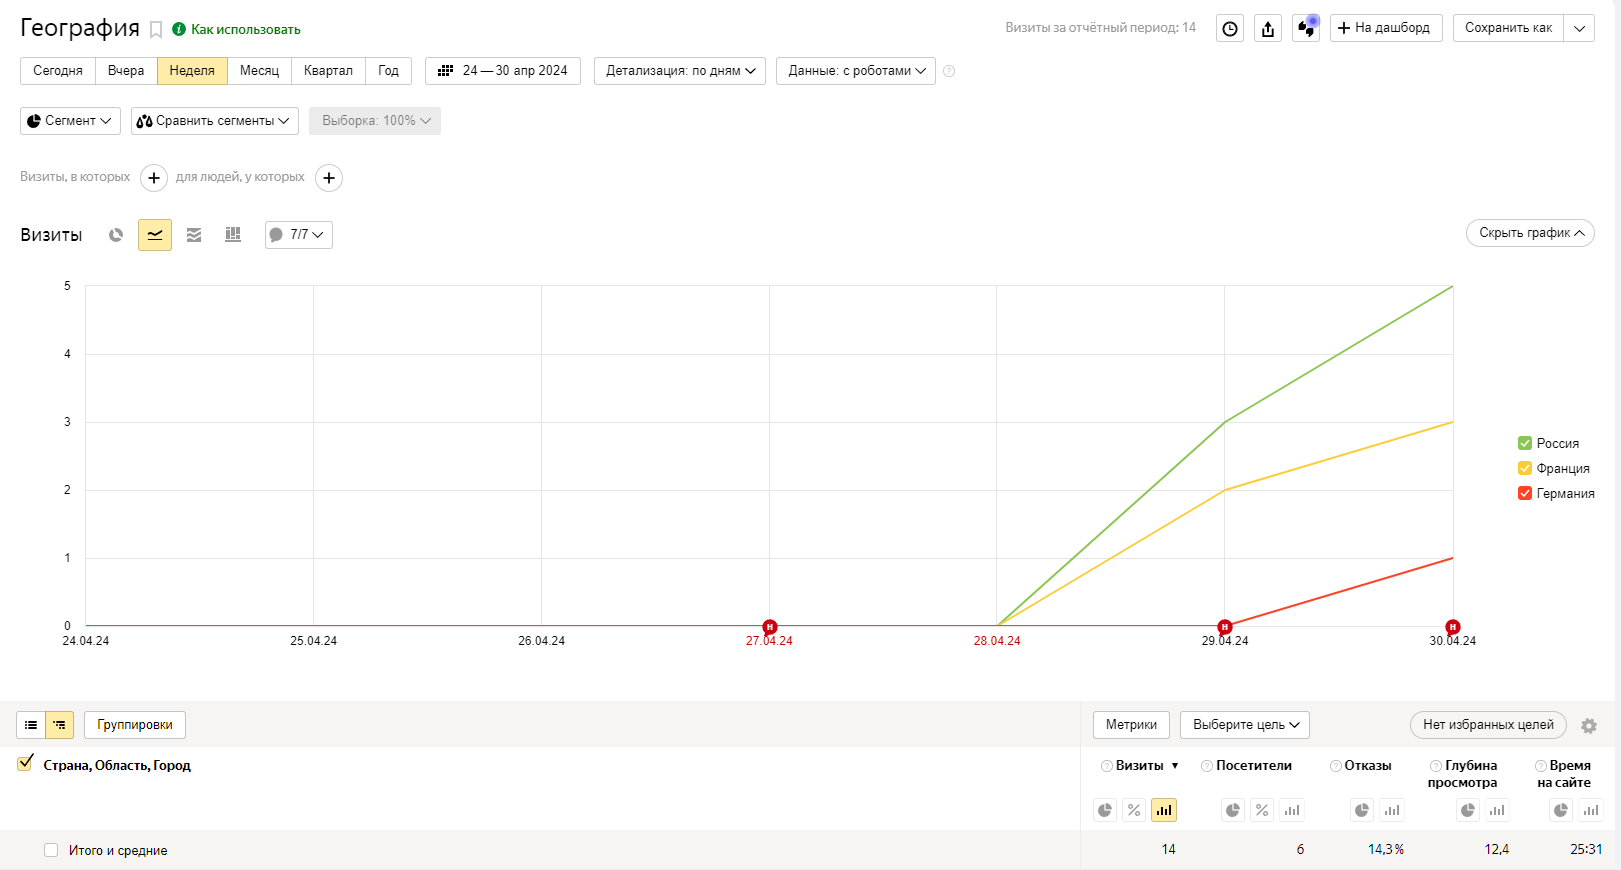 География
Как использовать
Визиты за отчётный период: 14
На дашборд
Сохранить как
Сегодня
Вчера
Неделя
Месяц
Квартал
Год
24 — 30 апр 2024
Детализация: по дням
Данные: с роботами
Сегмент
Сравнить сегменты
Выборка: 100%
Визиты, в которых
для людей, у которых
Визиты
7/7
Скрыть график
5
4
3
2
1
0
24.04.24
25.04.24
26.04.24
27.04.24
28.04.24
29.04.24
30.04.24
Н
Н
Н
Россия
Франция
Германия
Группировки
Метрики
Выберите цель
Нет избранных целей
Страна, Область, Город
Визиты ▼
Посетители
Отказы
Глубина
просмотра
Время
на сайте
%
%
Итого и средние
14
6
14,3 %
12,4
25:31